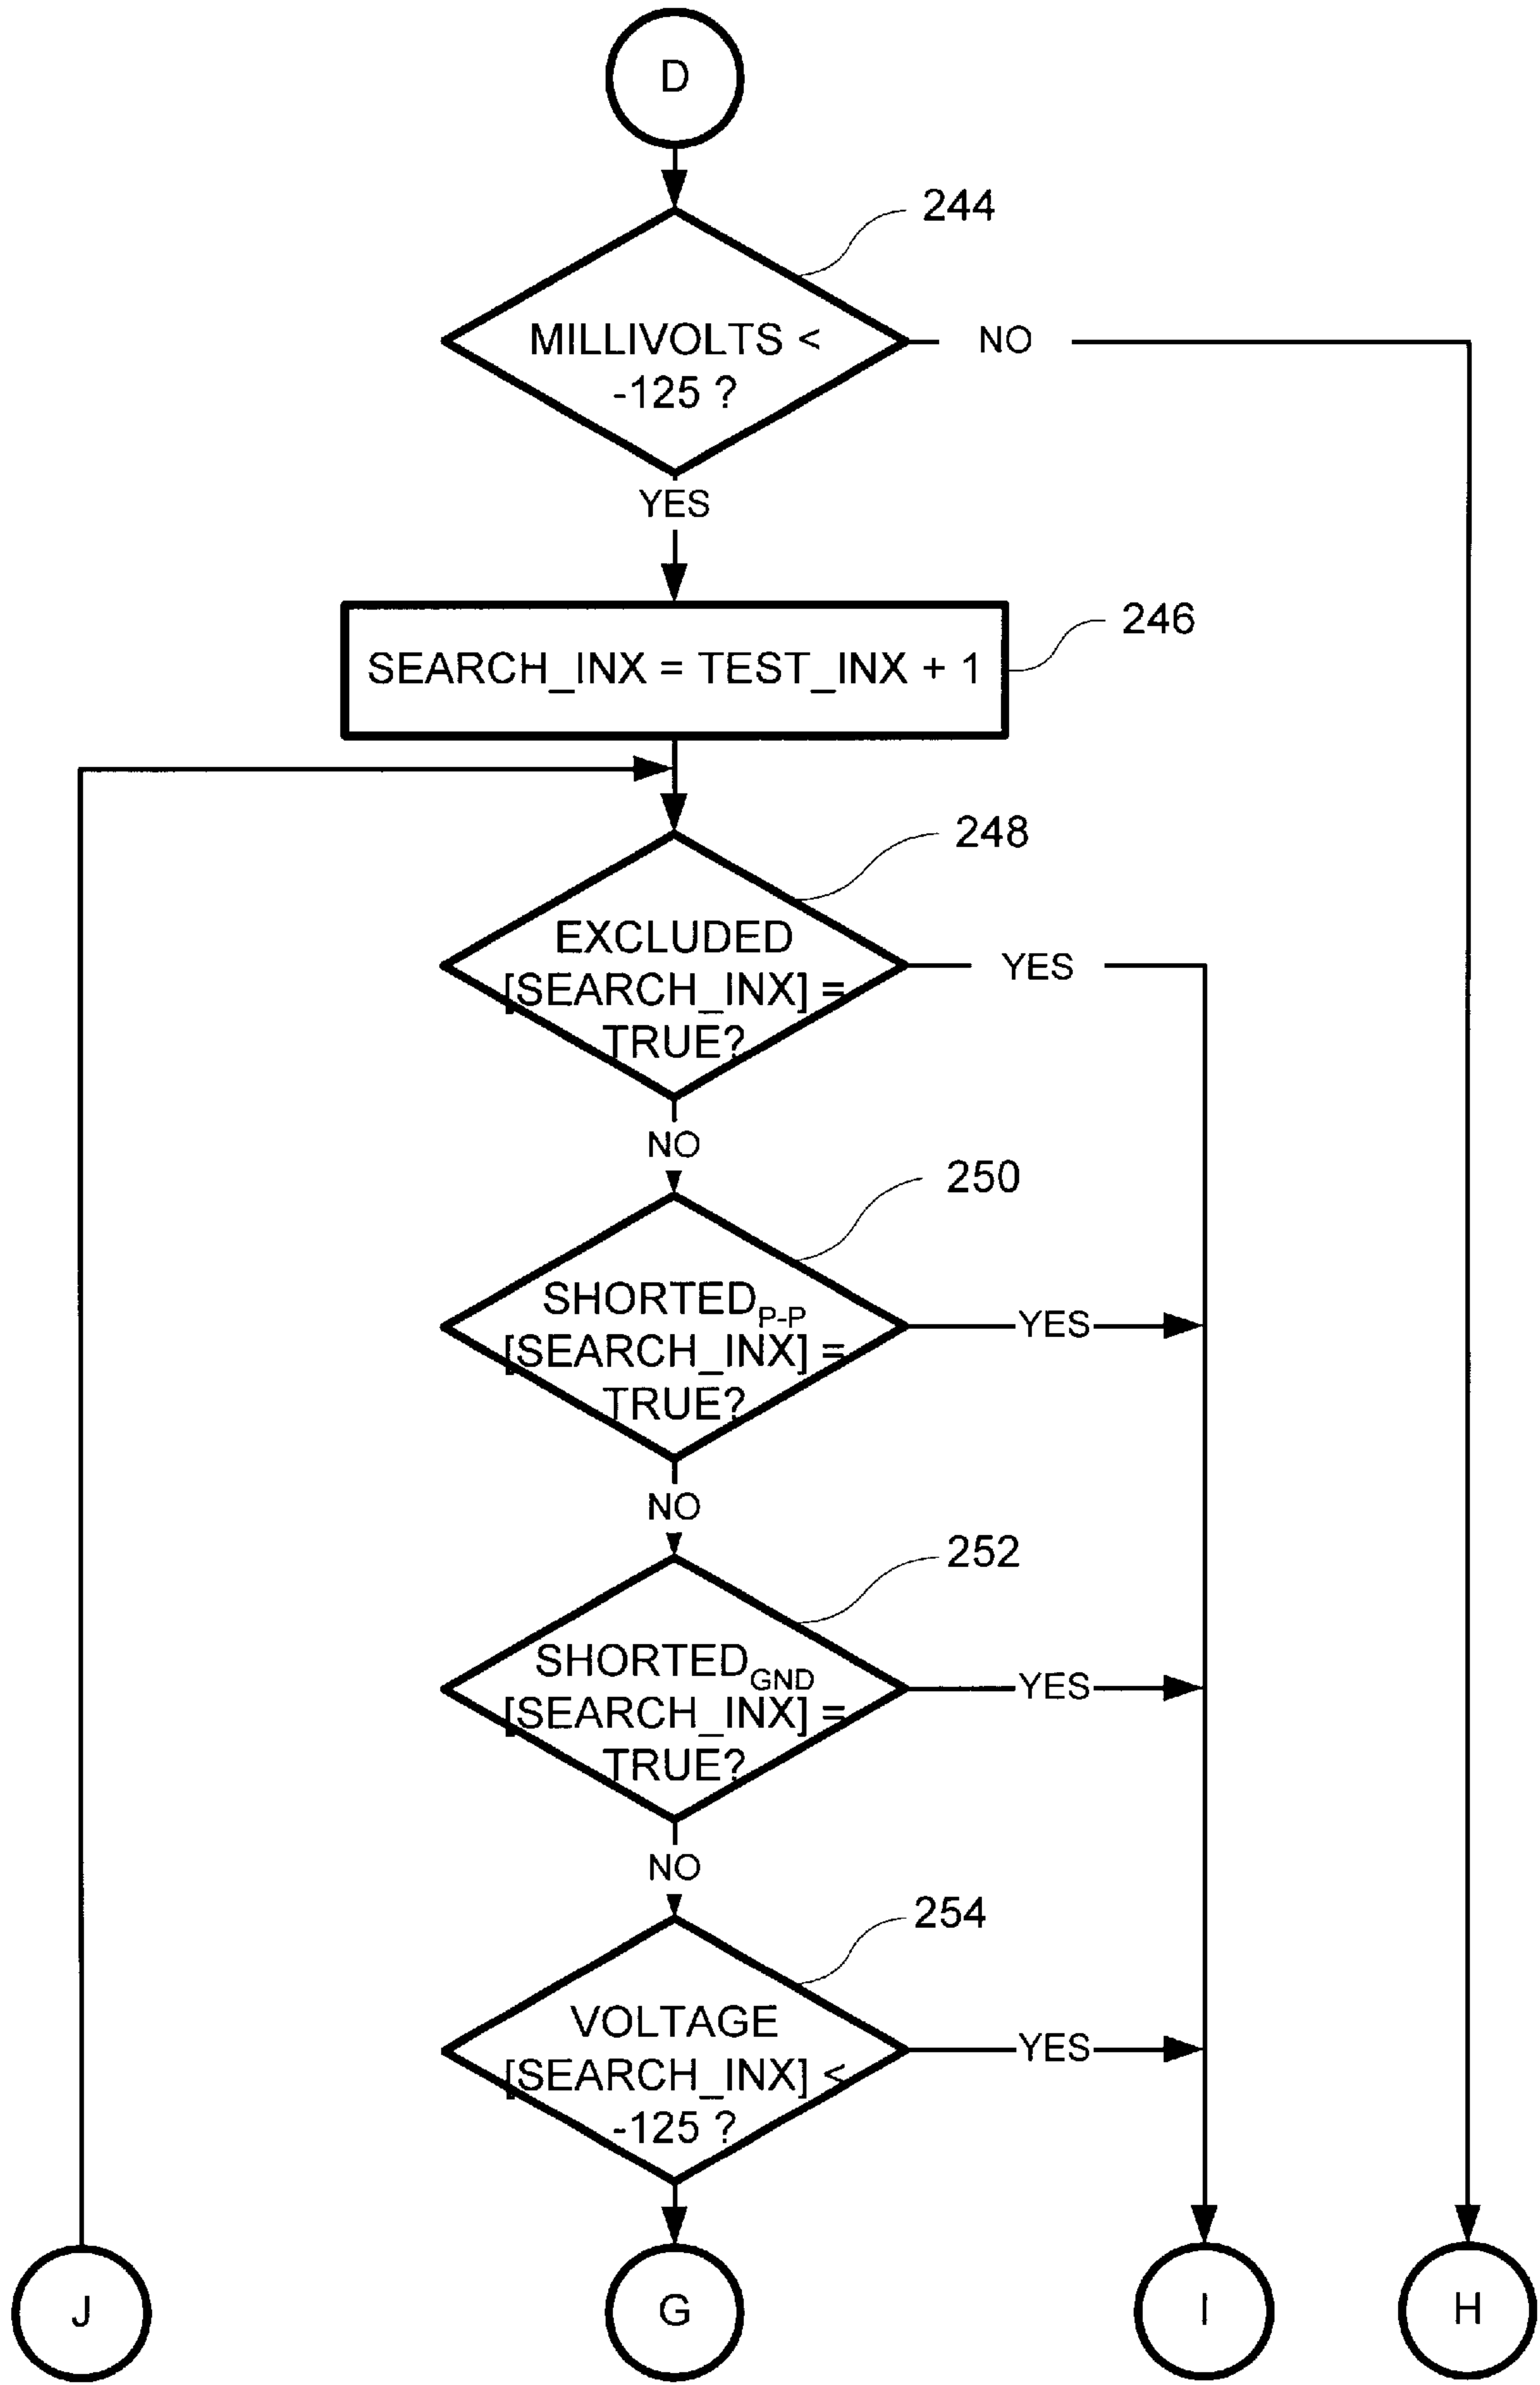 D
244
MILLIVOLTS <
-125 ?
NO
YES
246
SEARCH_INX = TEST_INX + 1
248
EXCLUDED
[SEARCH_INX] =
TRUE?
YES
NO
250
SHORTEDP-P
[SEARCH_INX] =
TRUE?
YES
NO
252
SHORTEDGND
[SEARCH_INX] =
TRUE?
YES
NO
254
VOLTAGE
[SEARCH_INX] <
-125 ?
YES
J
G
I
H